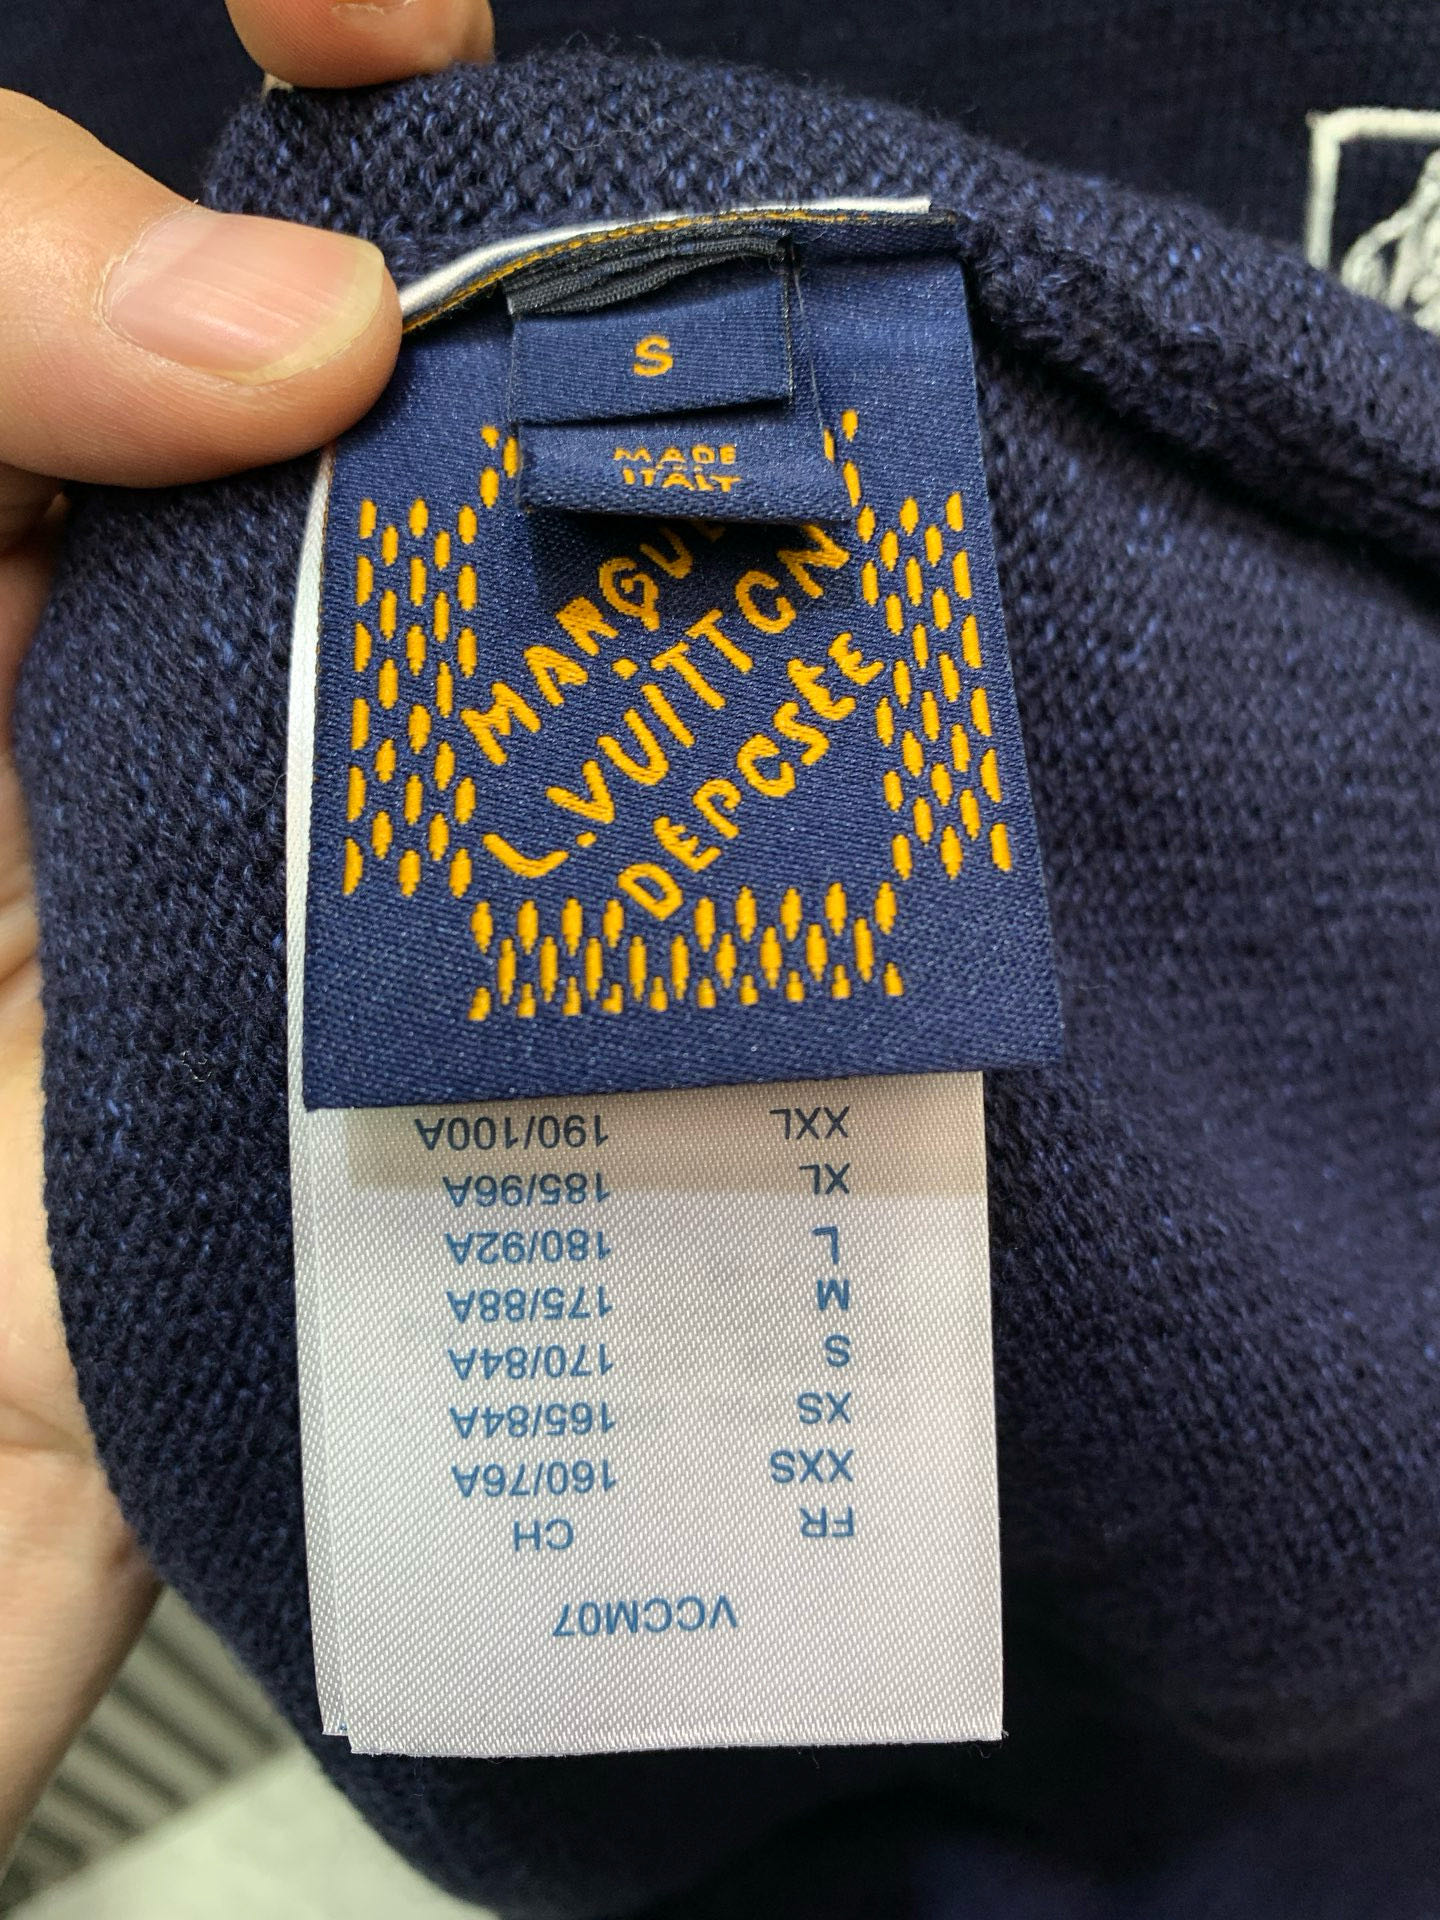 S
MADE
ITALY
MARQUE
L.VUITTON
DÉPOSÉE
VCCM07
FR CH
XXS 160/76A
XS 165/84A
S 170/84A
M 175/88A
L 180/92A
XL 185/96A
XXL 190/100A